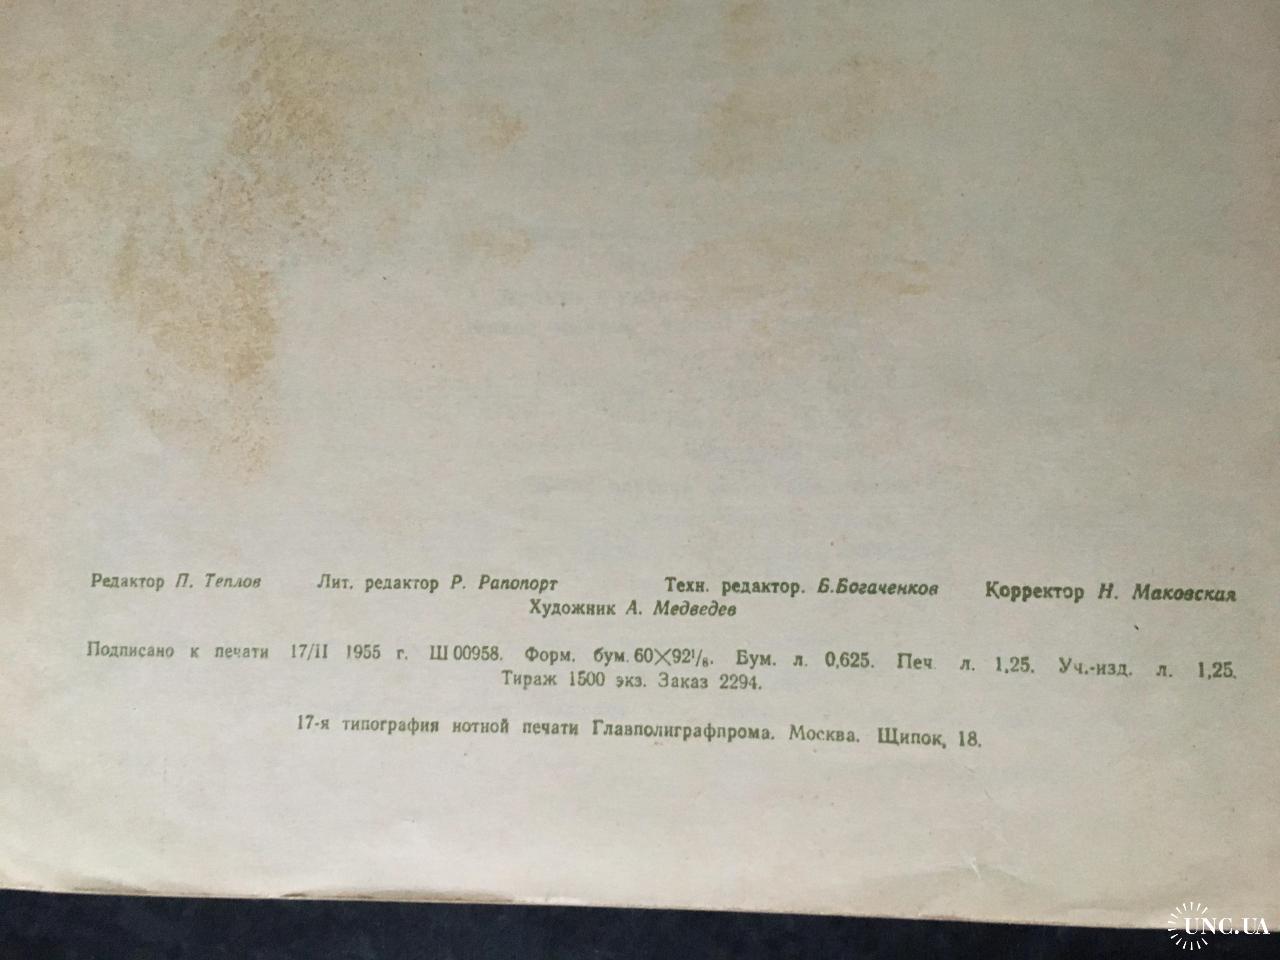 Редактор П. Теплов Лит. редактор Р. Рапопорт Техн. редактор. Б.Богаченков Корректор Н. Маковская
Художник А. Медведев
Подписано к печати 17/II 1955 г. Ш 00958. Форм. бум. 60×92¹/₈. Бум. л. 0,625. Печ. л. 1,25. Уч.-изд. л. 1,25.
Тираж 1500 экз. Заказ 2294.
17-я типография нотной печати Главполиграфпрома. Москва. Щипок, 18.
UNC.UA